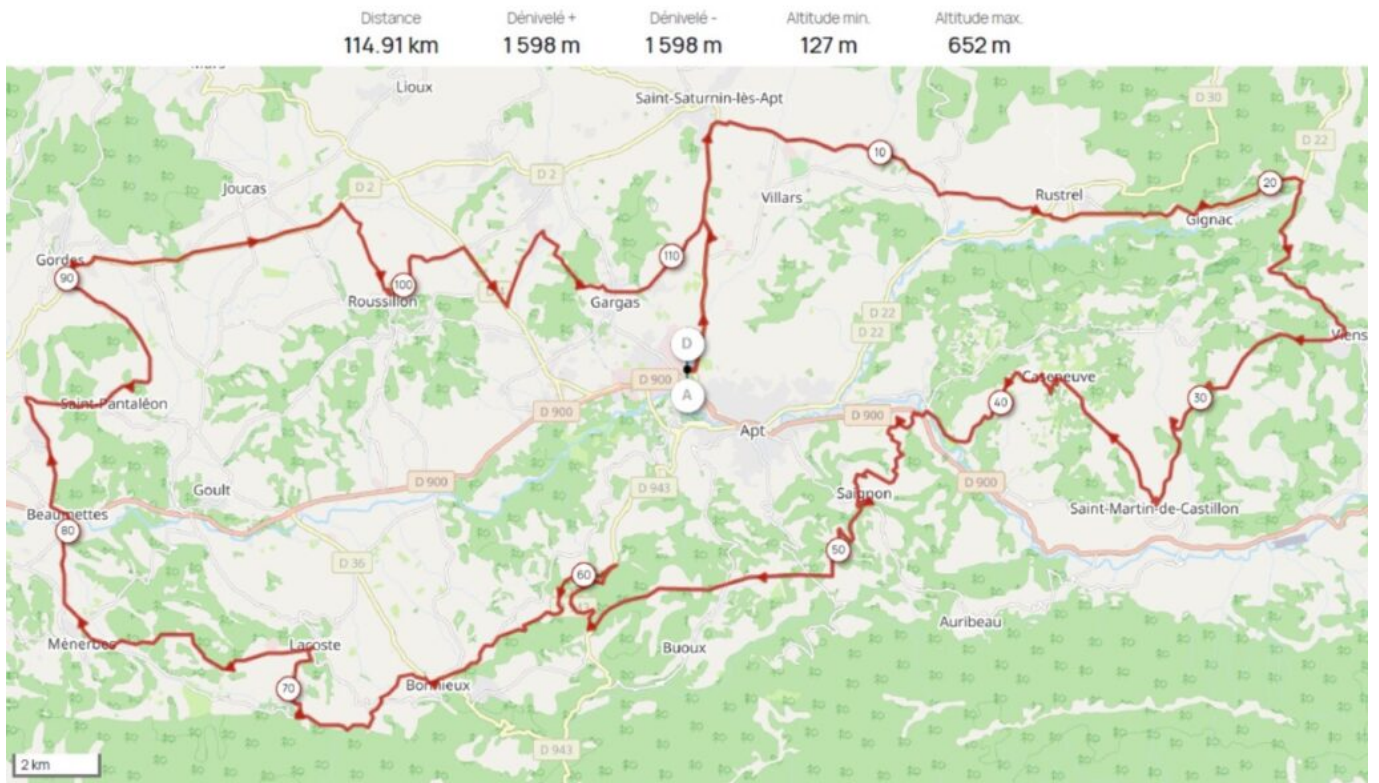 Distance
114.91 km
Dénivelé +
1 598 m
Dénivelé -
1 598 m
Altitude min.
127 m
Altitude max.
652 m
Lioux
Saint-Saturnin-lès-Apt
D 30
D 22
D 2
D 2
Joucas
Villars
10
Rustrel
20
Gignac
Gordes
90
110
100
Roussillon
Gargas
D 22
D 22
Viens
D
D 900
A
Caseneuve
40
30
Saint-Pantaléon
D 900
D 900
Apt
D 900
Goult
D 943
Saignon
D 900
Saint-Martin-de-Castillon
Beaumettes
80
50
D 36
60
Auribeau
Ménerbes
Lacoste
Buoux
70
Bonnieux
D 943
2 km